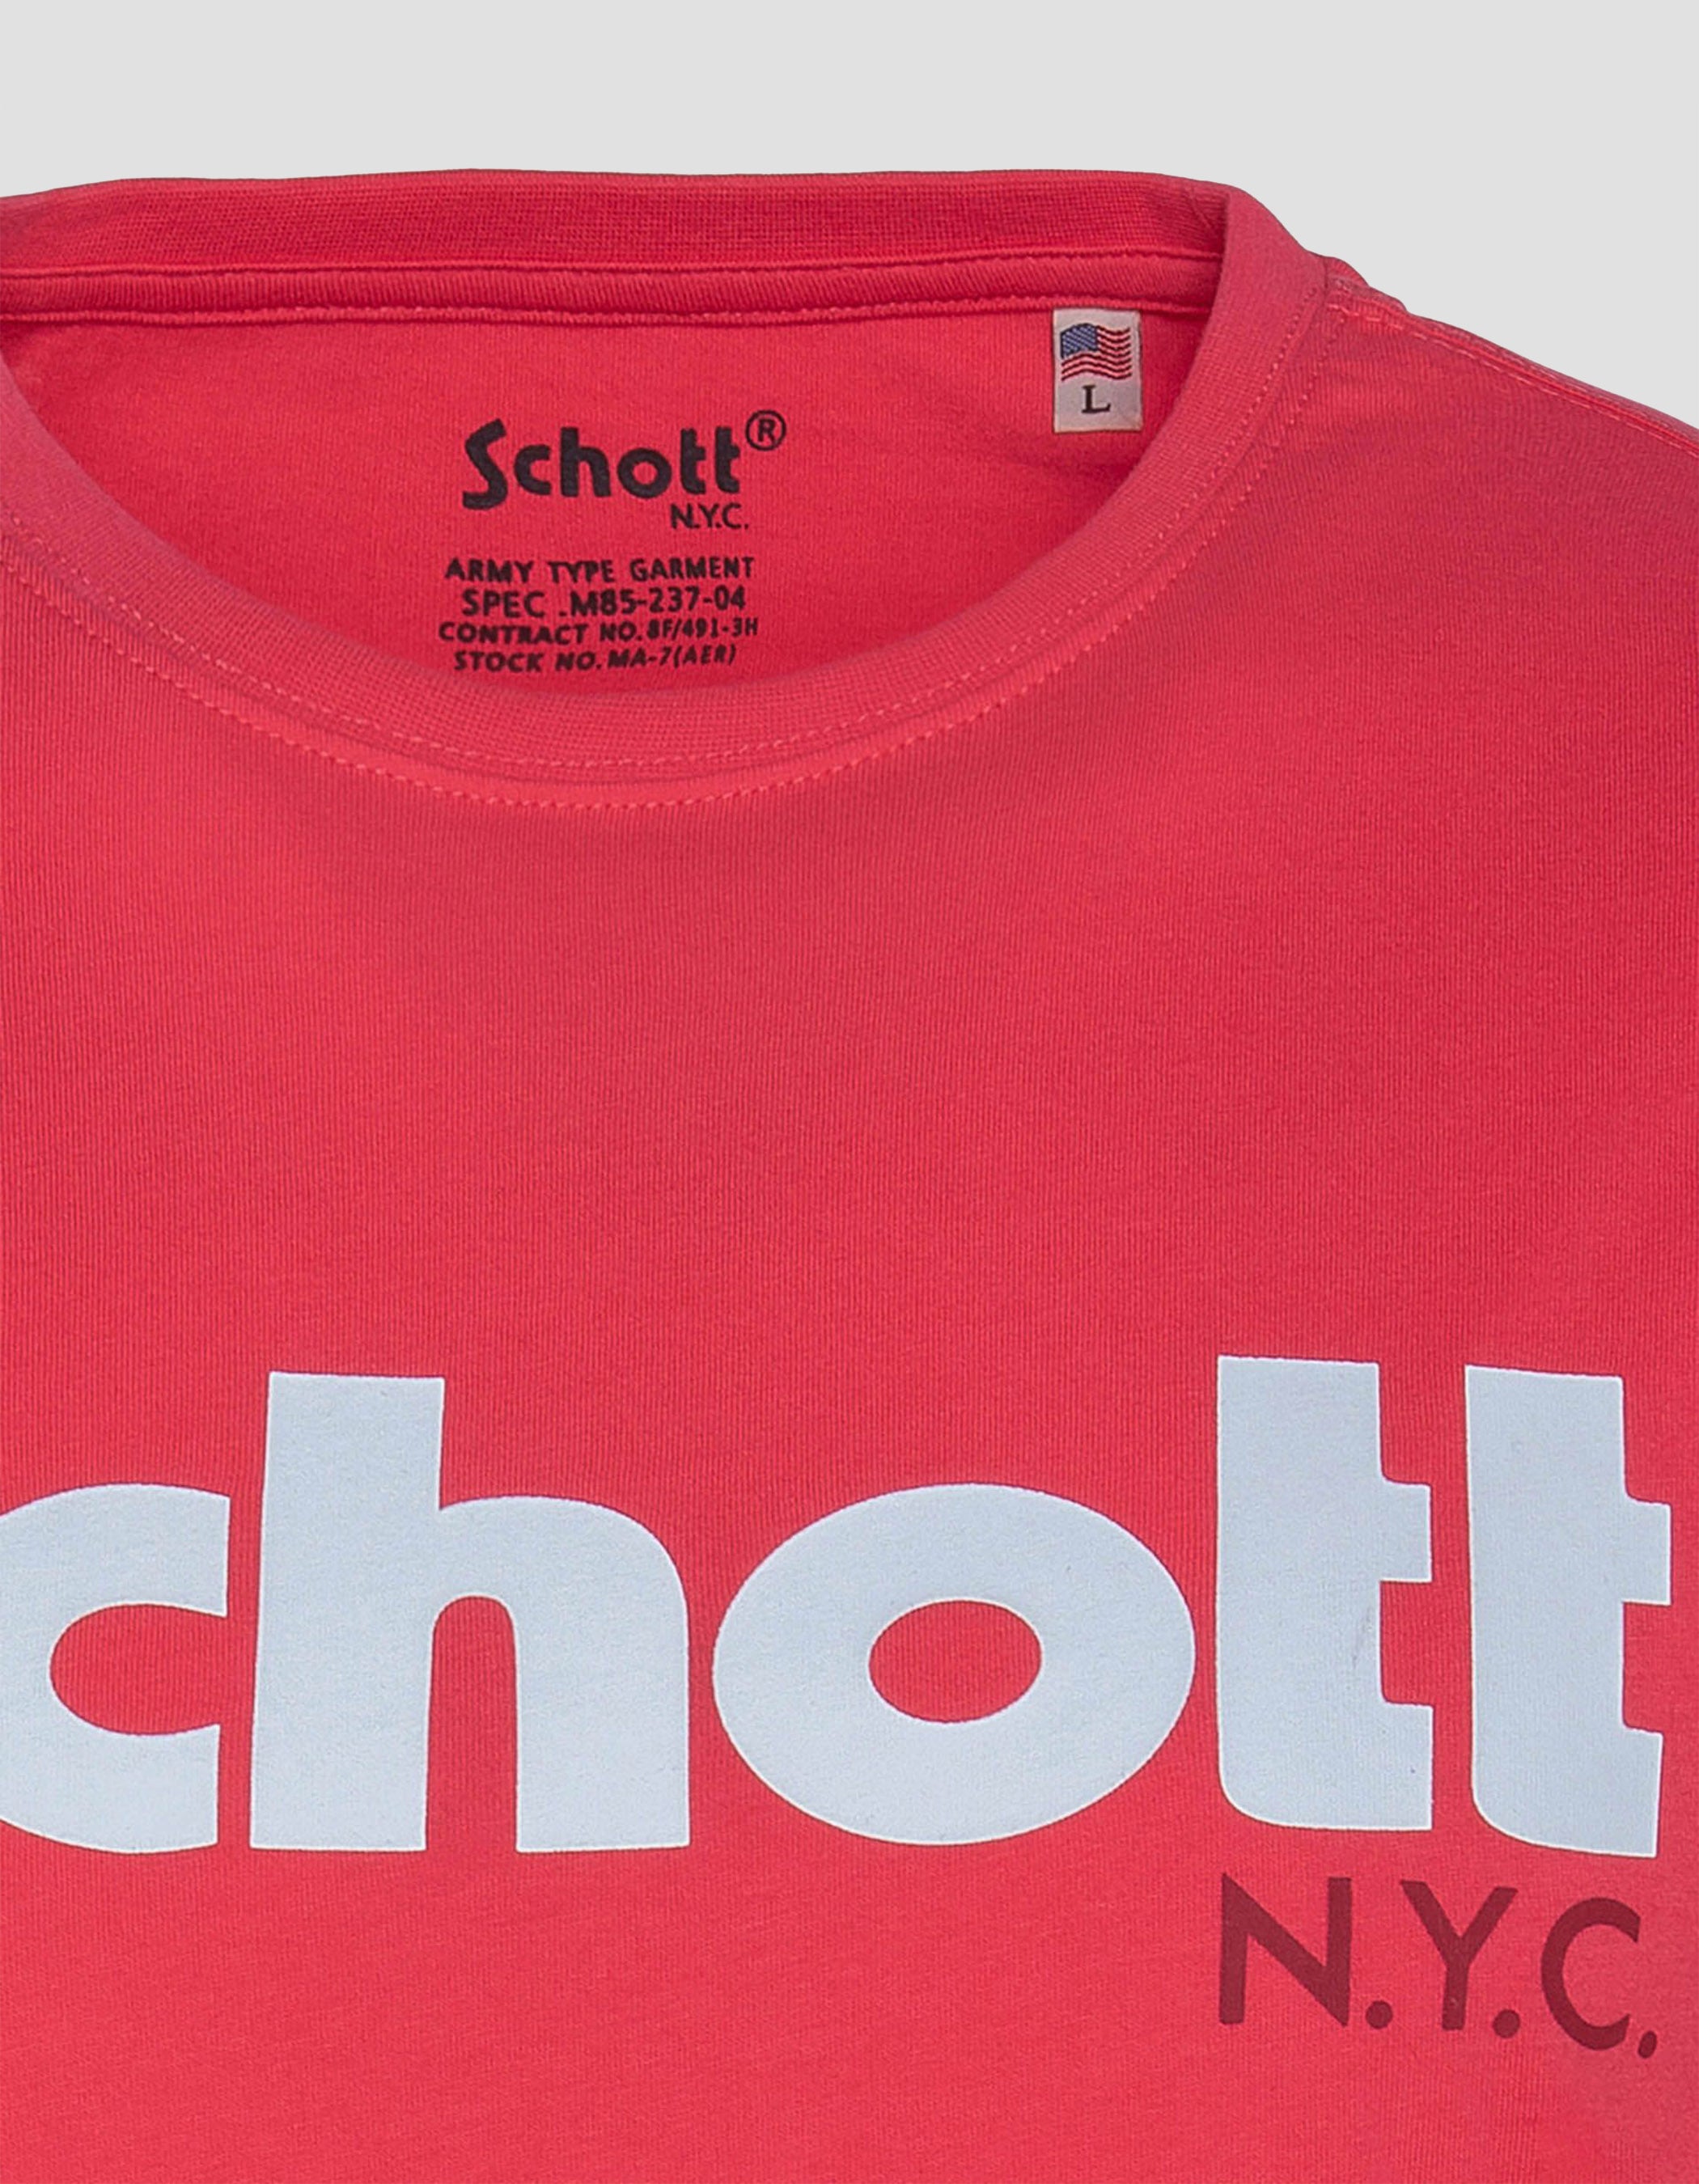 L
Schott®
N.Y.C.
ARMY TYPE GARMENT
SPEC .M85-237-04
CONTRACT NO.8F/491-3H
STOCK NO.MA-7(AER)
chott
N.Y.C.